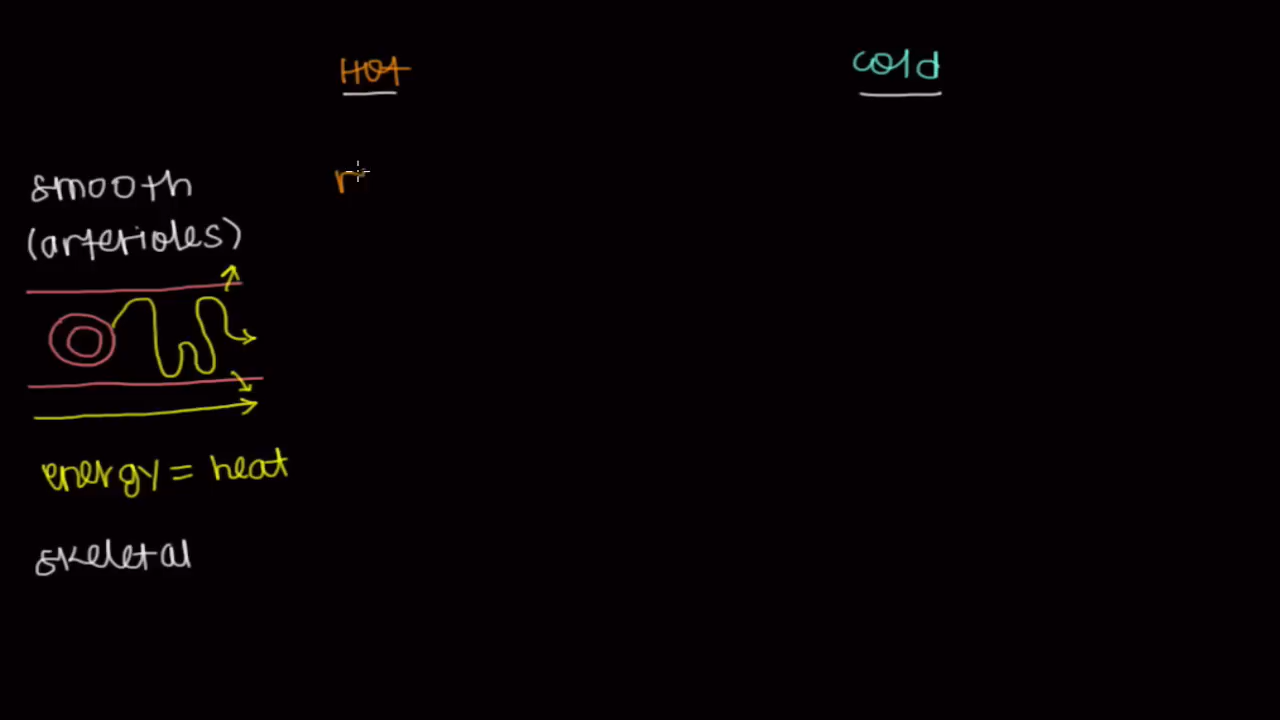 Hot
cold
r
smooth
(arterioles)
energy = heat
skeletal